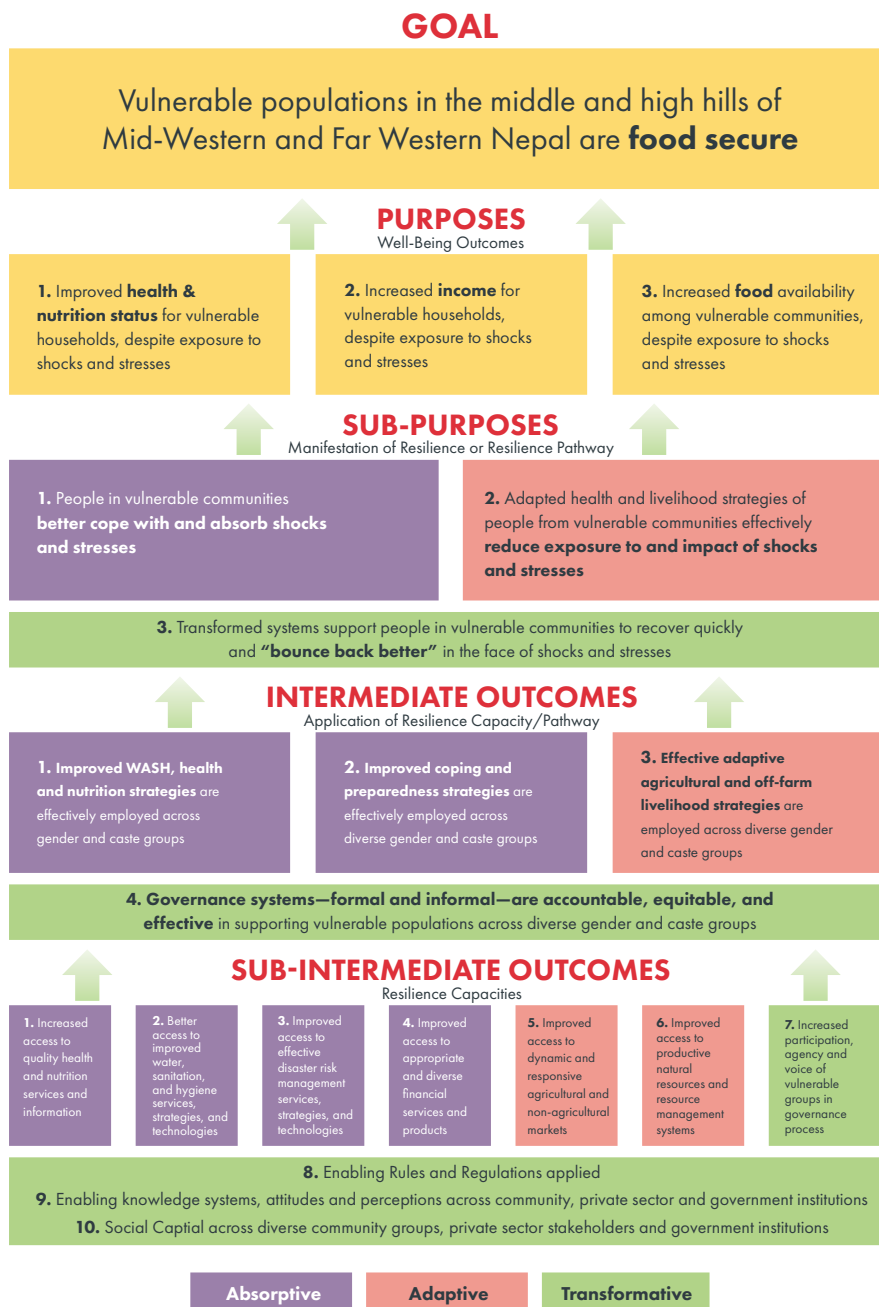 GOAL
Vulnerable populations in the middle and high hills of
Mid-Western and Far Western Nepal are food secure
PURPOSES
Well-Being Outcomes
1. Improved health &
nutrition status for vulnerable
households, despite exposure to
shocks and stresses
2. Increased income for
vulnerable households,
despite exposure to shocks
and stresses
3. Increased food availability
among vulnerable communities,
despite exposure to shocks
and stresses
SUB-PURPOSES
Manifestation of Resilience or Resilience Pathway
1. People in vulnerable communities
better cope with and absorb shocks
and stresses
2. Adapted health and livelihood strategies of
people from vulnerable communities effectively
reduce exposure to and impact of shocks
and stresses
3. Transformed systems support people in vulnerable communities to recover quickly
and “bounce back better” in the face of shocks and stresses
INTERMEDIATE OUTCOMES
Application of Resilience Capacity/Pathway
1. Improved WASH, health
and nutrition strategies are
effectively employed across
gender and caste groups
2. Improved coping and
preparedness strategies are
effectively employed across
diverse gender and caste groups
3. Effective adaptive
agricultural and off-farm
livelihood strategies are
employed across diverse gender
and caste groups
4. Governance systems—formal and informal—are accountable, equitable, and
effective in supporting vulnerable populations across diverse gender and caste groups
SUB-INTERMEDIATE OUTCOMES
Resilience Capacities
1. Increased
access to
quality health
and nutrition
services and
information
2. Better
access to
improved
water,
sanitation,
and hygiene
services,
strategies, and
technologies
3. Improved
access to
effective
disaster risk
management
services,
strategies, and
technologies
4. Improved
access to
appropriate
and diverse
financial
services and
products
5. Improved
access to
dynamic and
responsive
agricultural and
non-agricultural
markets
6. Improved
access to
productive
natural
resources and
resource
management
systems
7. Increased
participation,
agency and
voice of
vulnerable
groups in
governance
process
8. Enabling Rules and Regulations applied
9. Enabling knowledge systems, attitudes and perceptions across community, private sector and government institutions
10. Social Captial across diverse community groups, private sector stakeholders and government institutions
Absorptive
Adaptive
Transformative